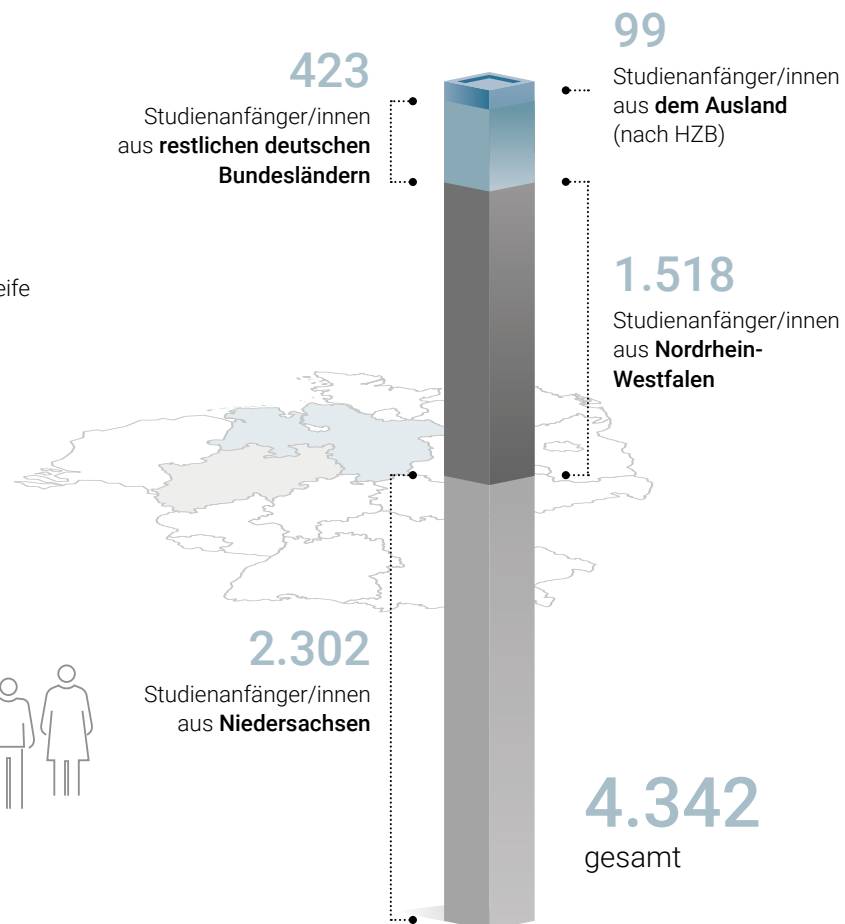 423
Studienanfänger/innen
aus restlichen deutschen
Bundesländern
99
Studienanfänger/innen
aus dem Ausland
(nach HZB)
eife
1.518
Studienanfänger/innen
aus Nordrhein-
Westfalen
2.302
Studienanfänger/innen
aus Niedersachsen
4.342
gesamt